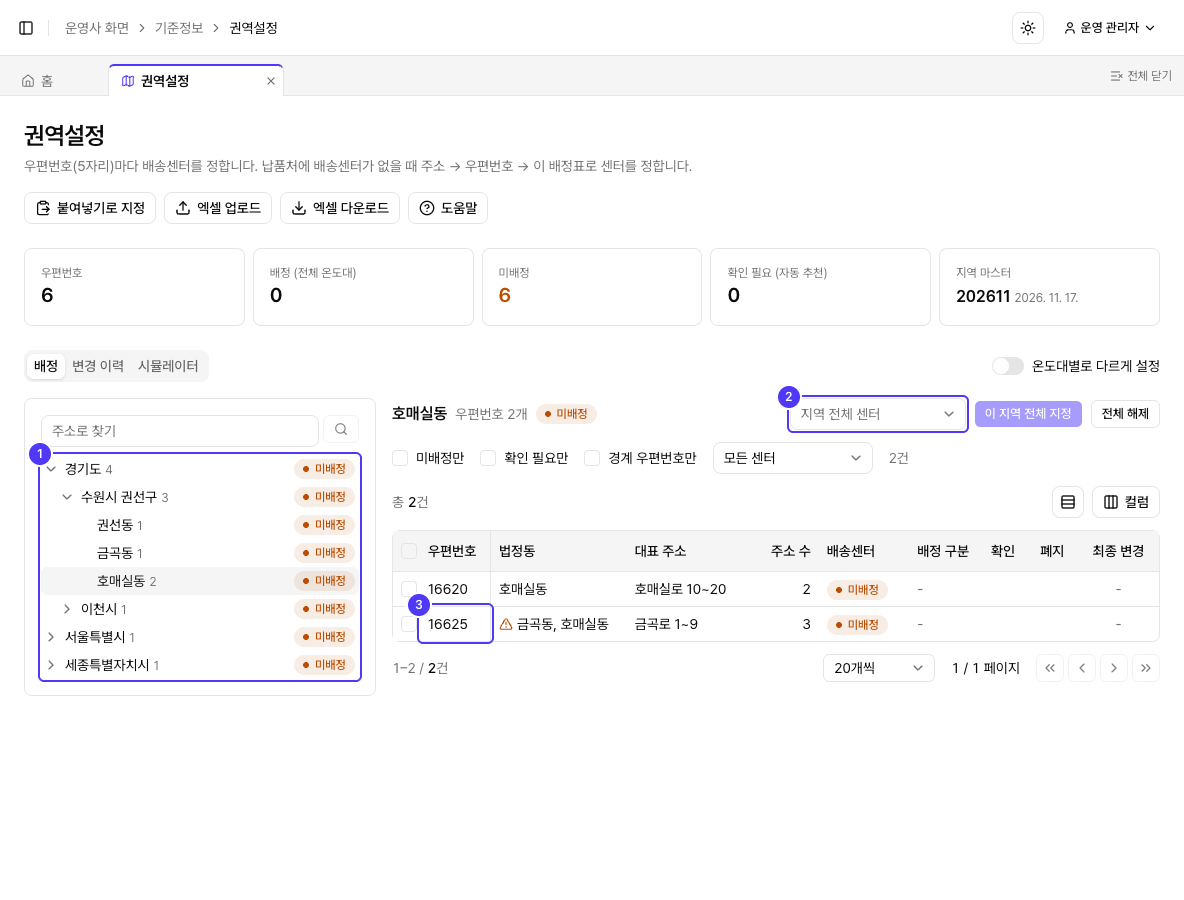 운영사 화면 > 기준정보 > 권역설정
운영 관리자
홈
권역설정
전체 닫기
권역설정
우편번호(5자리)마다 배송센터를 정합니다. 납품처에 배송센터가 없을 때 주소 → 우편번호 → 이 배정표로 센터를 정합니다.
붙여넣기로 지정
엑셀 업로드
엑셀 다운로드
도움말
우편번호
6
배정 (전체 온도대)
0
미배정
6
확인 필요 (자동 추천)
0
지역 마스터
202611 2026. 11. 17.
배정 변경 이력 시뮬레이터
온도대별로 다르게 설정
주소로 찾기
1
경기도 4 미배정
수원시 권선구 3 미배정
권선동 1 미배정
금곡동 1 미배정
호매실동 2 미배정
이천시 1 미배정
서울특별시 1 미배정
세종특별자치시 1 미배정
호매실동 우편번호 2개 미배정
2
지역 전체 센터
이 지역 전체 지정
전체 해제
미배정만 확인 필요만 경계 우편번호만 모든 센터 2건
총 2건
컬럼
우편번호 법정동 대표 주소 주소 수 배송센터 배정 구분 확인 폐지 최종 변경
16620 호매실동 호매실로 10~20 2 미배정 - -
3
16625 금곡동, 호매실동 금곡로 1~9 3 미배정 - -
1–2 / 2건
20개씩
1 / 1 페이지